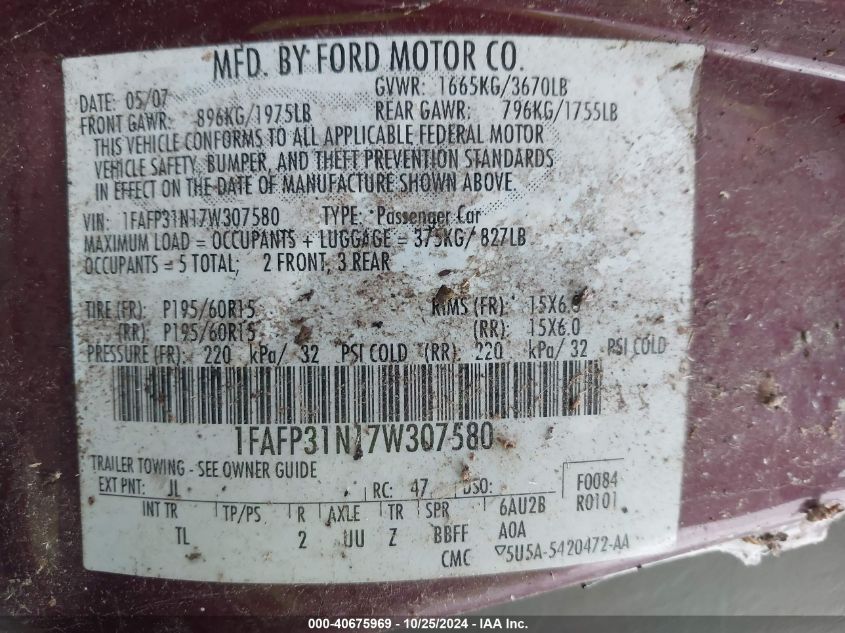 MFD. BY FORD MOTOR CO.
DATE: 05/07 GVWR: 1665KG/3670LB
FRONT GAWR: 896KG/1975LB REAR GAWR: 796KG/1755LB
THIS VEHICLE CONFORMS TO ALL APPLICABLE FEDERAL MOTOR
VEHICLE SAFETY, BUMPER, AND THEFT PREVENTION STANDARDS
IN EFFECT ON THE DATE OF MANUFACTURE SHOWN ABOVE.
VIN: 1FAFP31N17W307580 TYPE: Passenger Car
MAXIMUM LOAD = OCCUPANTS + LUGGAGE = 375KG/ 827LB
OCCUPANTS = 5 TOTAL, 2 FRONT, 3 REAR
TIRE (FR): P195/60R15 RIMS (FR): 15X6.0
(RR): P195/60R15 (RR): 15X6.0
PRESSURE (FR): 220 kPa/ 32 PSI COLD (RR): 220 kPa/ 32 PSI COLD
1FAFP31N17W307580
TRAILER TOWING - SEE OWNER GUIDE
EXT PNT: JL RC: 47 DSO: F0084
R0101
INT TR TP/PS R AXLE TR SPR 6AU2B
TL 2 UU Z BBFF A0A
CMC ▽5U5A-5420472-AA
000-40675969 - 10/25/2024 - IAA Inc.